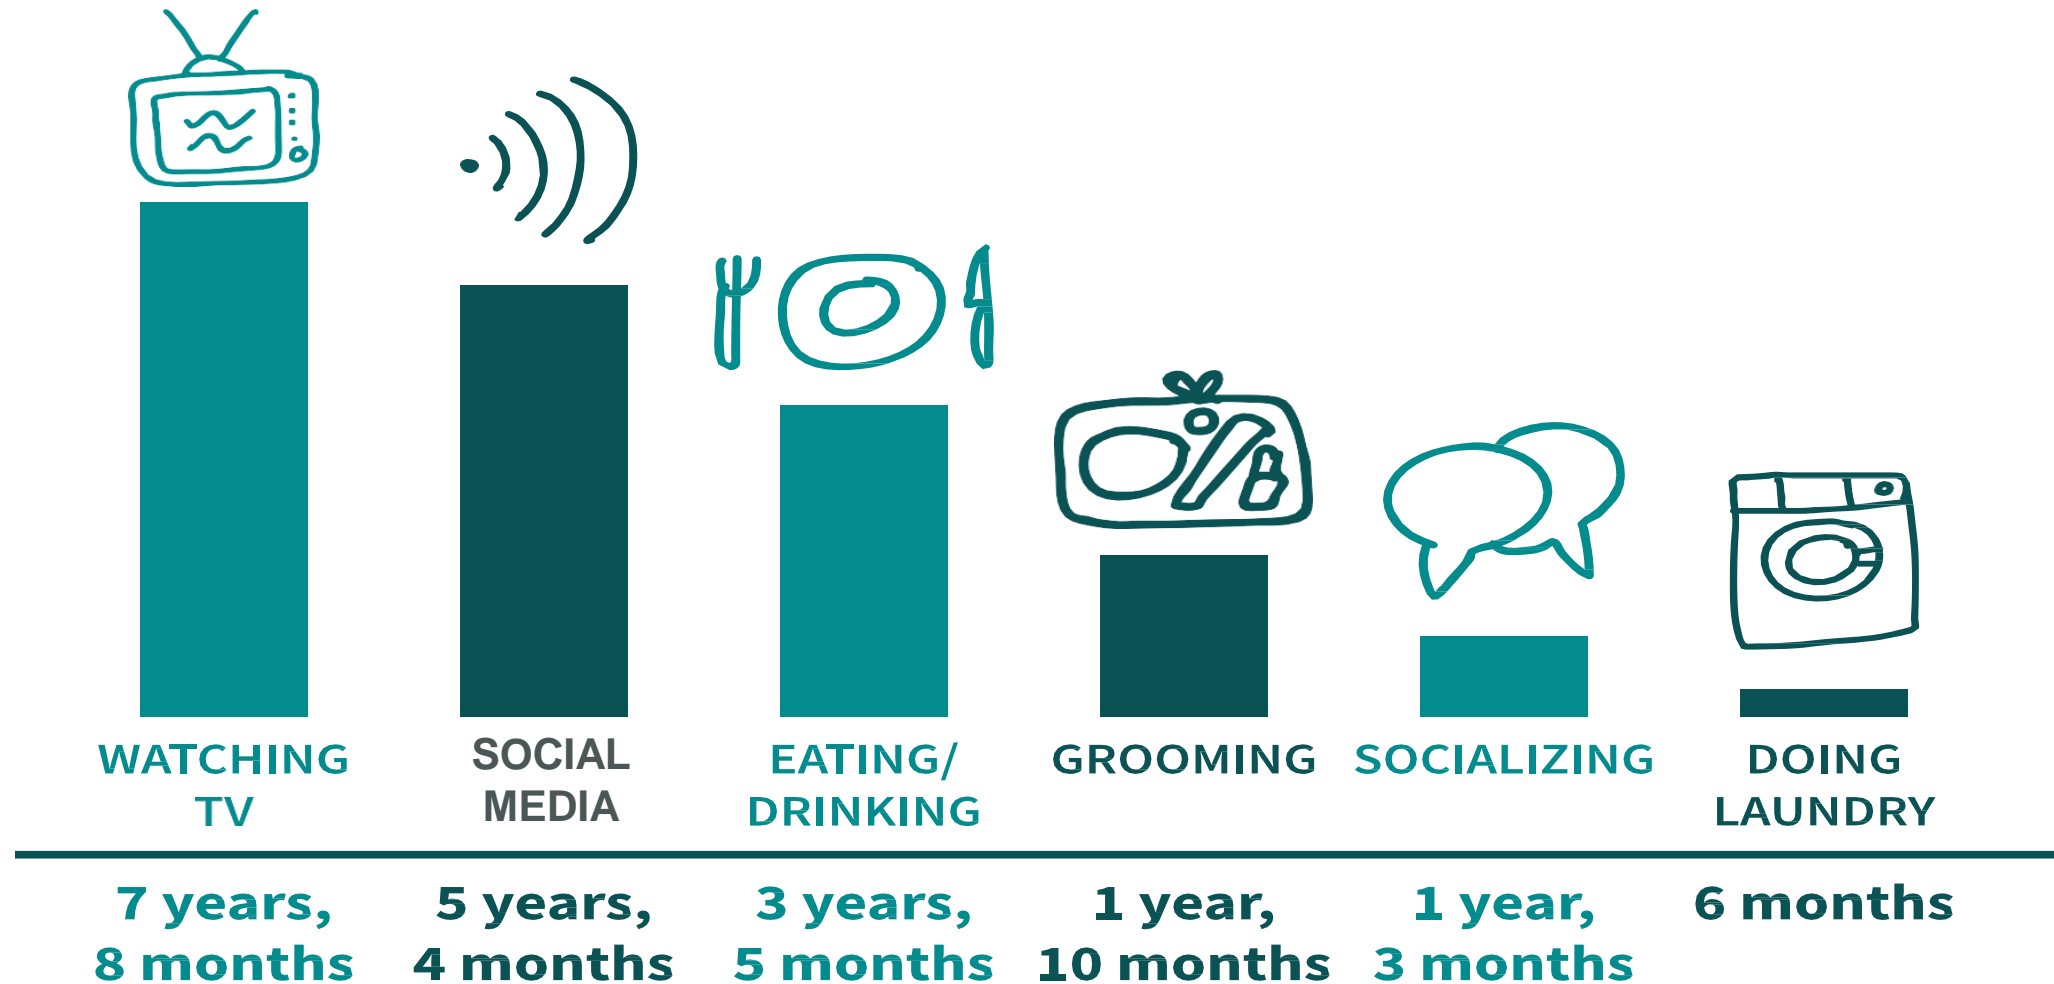 WATCHING
TV
SOCIAL
MEDIA
EATING/
DRINKING
GROOMING
SOCIALIZING
DOING
LAUNDRY
7 years,
8 months
5 years,
4 months
3 years,
5 months
1 year,
10 months
1 year,
3 months
6 months